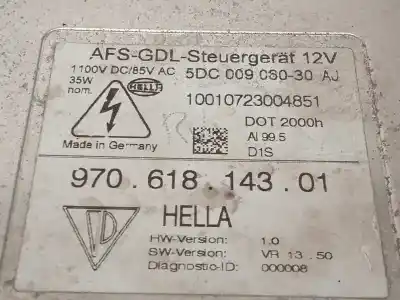 AFS-GDL-Steuergerät 12V
1100V DC/85V AC 5DC 009 060-30 AJ
35W
nom.
HELLA
10010723004851
DOT 2000h
Al 99.5
D1S
Made in Germany
970.618.143.01
HELLA
HW-Version: 1.0
SW-Version: VR 13.50
Diagnostic-ID: 000008